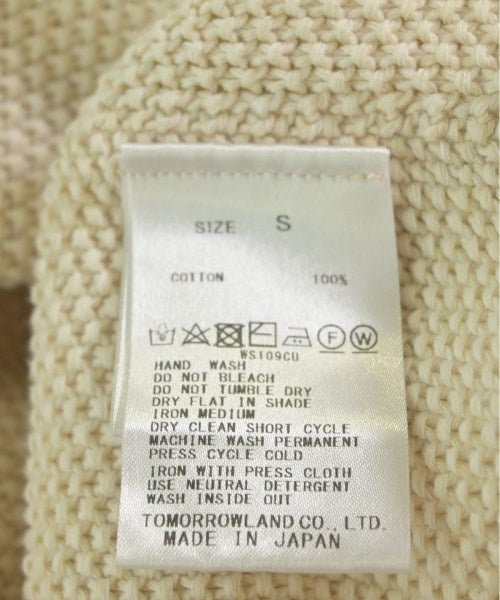 SIZE S
COTTON 100%
F W
WS109CU
HAND WASH
DO NOT BLEACH
DO NOT TUMBLE DRY
DRY FLAT IN SHADE
IRON MEDIUM
DRY CLEAN SHORT CYCLE
MACHINE WASH PERMANENT
PRESS CYCLE COLD
IRON WITH PRESS CLOTH
USE NEUTRAL DETERGENT
WASH INSIDE OUT
TOMORROWLAND CO., LTD.
MADE IN JAPAN